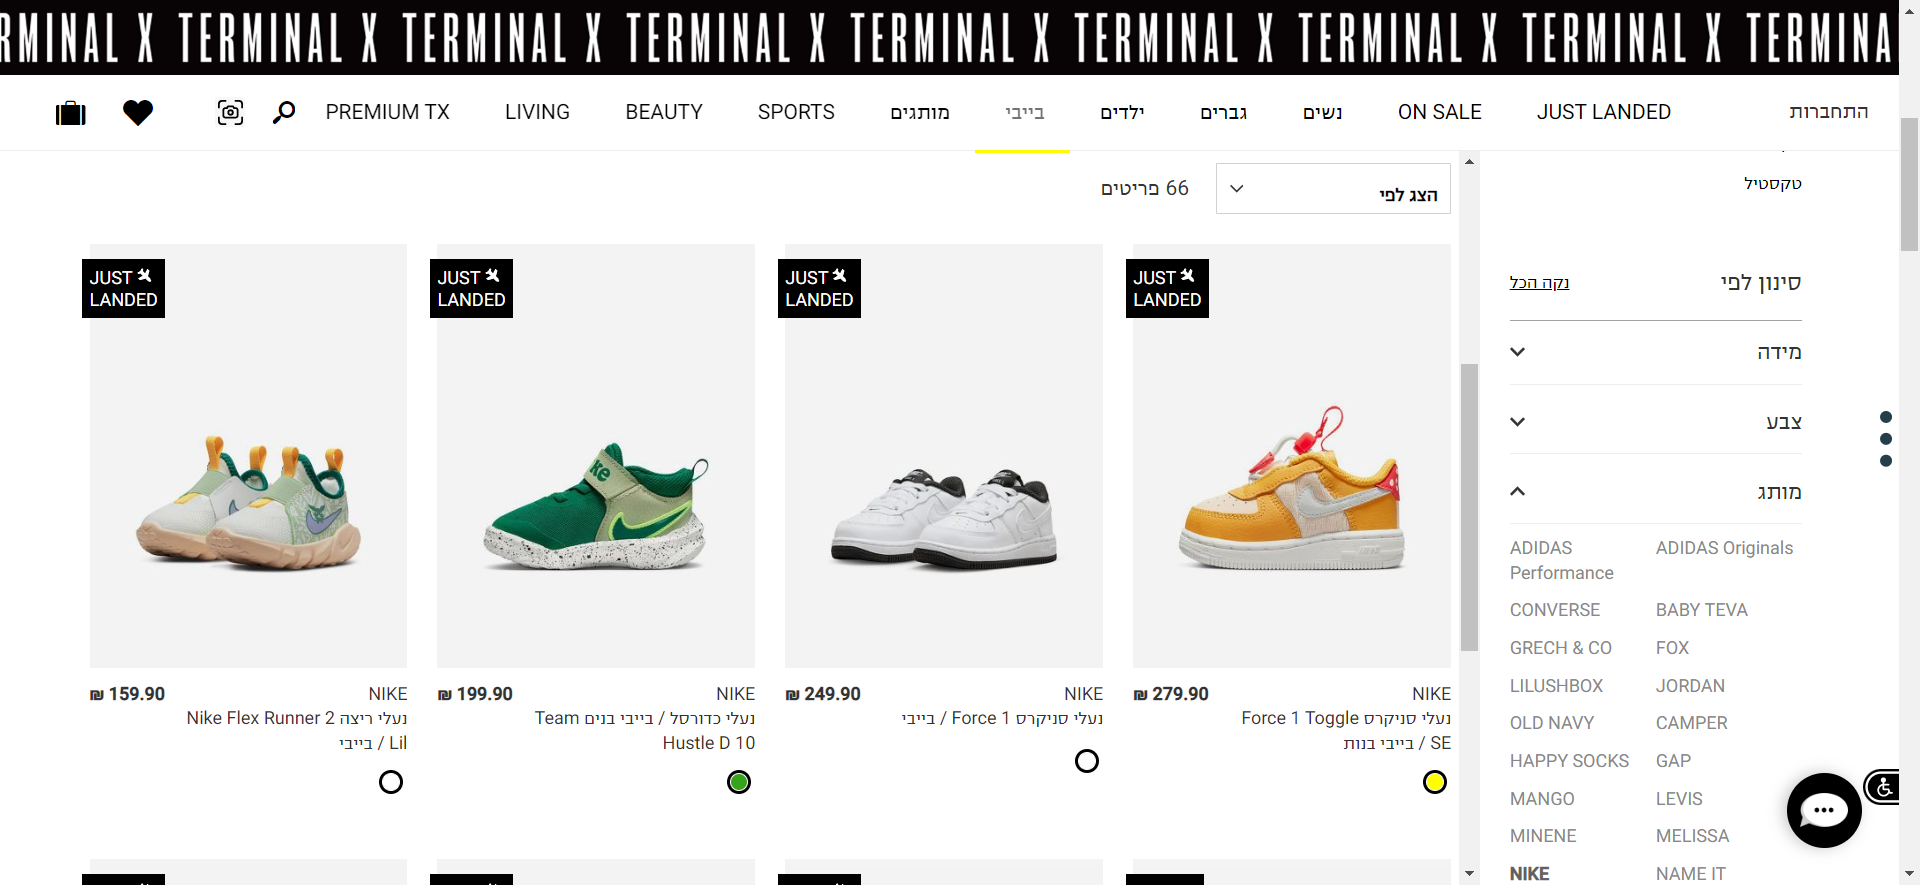 RMINAL X TERMINAL X TERMINAL X TERMINAL X TERMINAL X TERMINAL X TERMINAL X TERMINAL X TERMINA
התחברות
JUST LANDED
ON SALE
נשים
גברים
ילדים
בייבי
מותגים
SPORTS
BEAUTY
LIVING
PREMIUM TX
טקסטיל
סינון לפי
נקה הכל
מידה
צבע
מותג
ADIDAS Originals
ADIDAS
Performance
BABY TEVA
CONVERSE
FOX
GRECH & CO
JORDAN
LILUSHBOX
CAMPER
OLD NAVY
GAP
HAPPY SOCKS
LEVIS
MANGO
MELISSA
MINENE
NAME IT
NIKE
הצג לפי
66 פריטים
JUST
LANDED
NIKE
₪ 279.90
נעלי סניקרס Force 1 Toggle
SE / בייבי בנות
JUST
LANDED
NIKE
₪ 249.90
נעלי סניקרס Force 1 / בייבי
JUST
LANDED
NIKE
₪ 199.90
נעלי כדורסל / בייבי בנים Team
Hustle D 10
JUST
LANDED
NIKE
₪ 159.90
נעלי ריצה Nike Flex Runner 2
Lil / בייבי